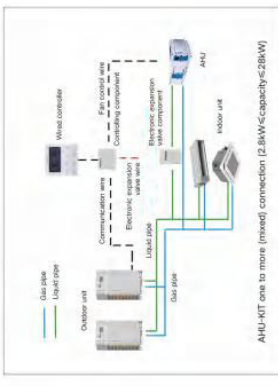 Gas pipe
Liquid pipe
Wired controller
Fan control wire
Controlling component
Communication wire
Electronic expansion
valve wire
Electronic expansion
valve component
AHU
Outdoor unit
Liquid pipe
Gas pipe
Indoor unit
AHU-KIT one to more (mixed) connection (2.8kW≤capacity≤28kW)